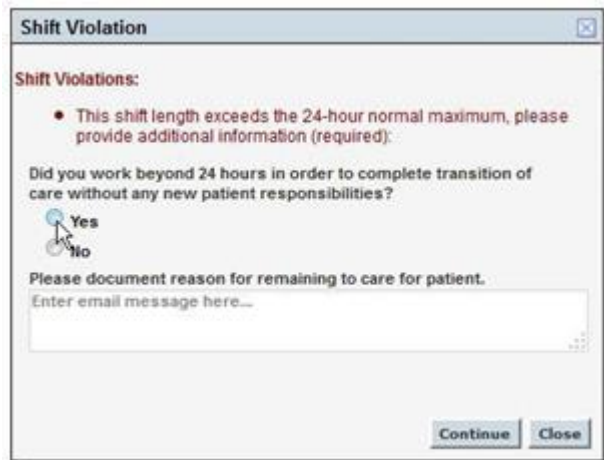 Shift Violation
Shift Violations:
• This shift length exceeds the 24-hour normal maximum, please
provide additional information (required):
Did you work beyond 24 hours in order to complete transition of
care without any new patient responsibilities?
Yes
No
Please document reason for remaining to care for patient.
Enter email message here...
Continue Close